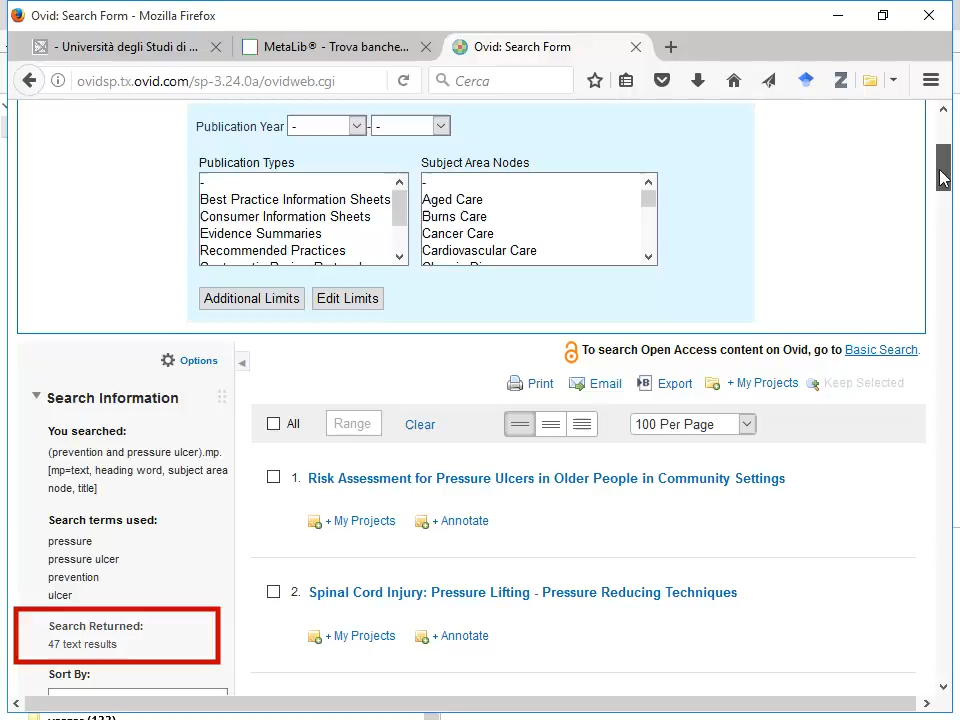 Ovid: Search Form - Mozilla Firefox
- Università degli Studi di ...
MetaLib® - Trova banche...
Ovid: Search Form
ovidsp.tx.ovid.com/sp-3.24.0a/ovidweb.cgi
Cerca
Publication Year - - -
Publication Types
-
Best Practice Information Sheets
Consumer Information Sheets
Evidence Summaries
Recommended Practices
Subject Area Nodes
-
Aged Care
Burns Care
Cancer Care
Cardiovascular Care
Additional Limits
Edit Limits
Options
Search Information
You searched:
(prevention and pressure ulcer).mp.
[mp=text, heading word, subject area
node, title]
Search terms used:
pressure
pressure ulcer
prevention
ulcer
Search Returned:
47 text results
Sort By:
To search Open Access content on Ovid, go to Basic Search.
Print Email Export + My Projects Keep Selected
All Range Clear 100 Per Page
1. Risk Assessment for Pressure Ulcers in Older People in Community Settings
+ My Projects + Annotate
2. Spinal Cord Injury: Pressure Lifting - Pressure Reducing Techniques
+ My Projects + Annotate